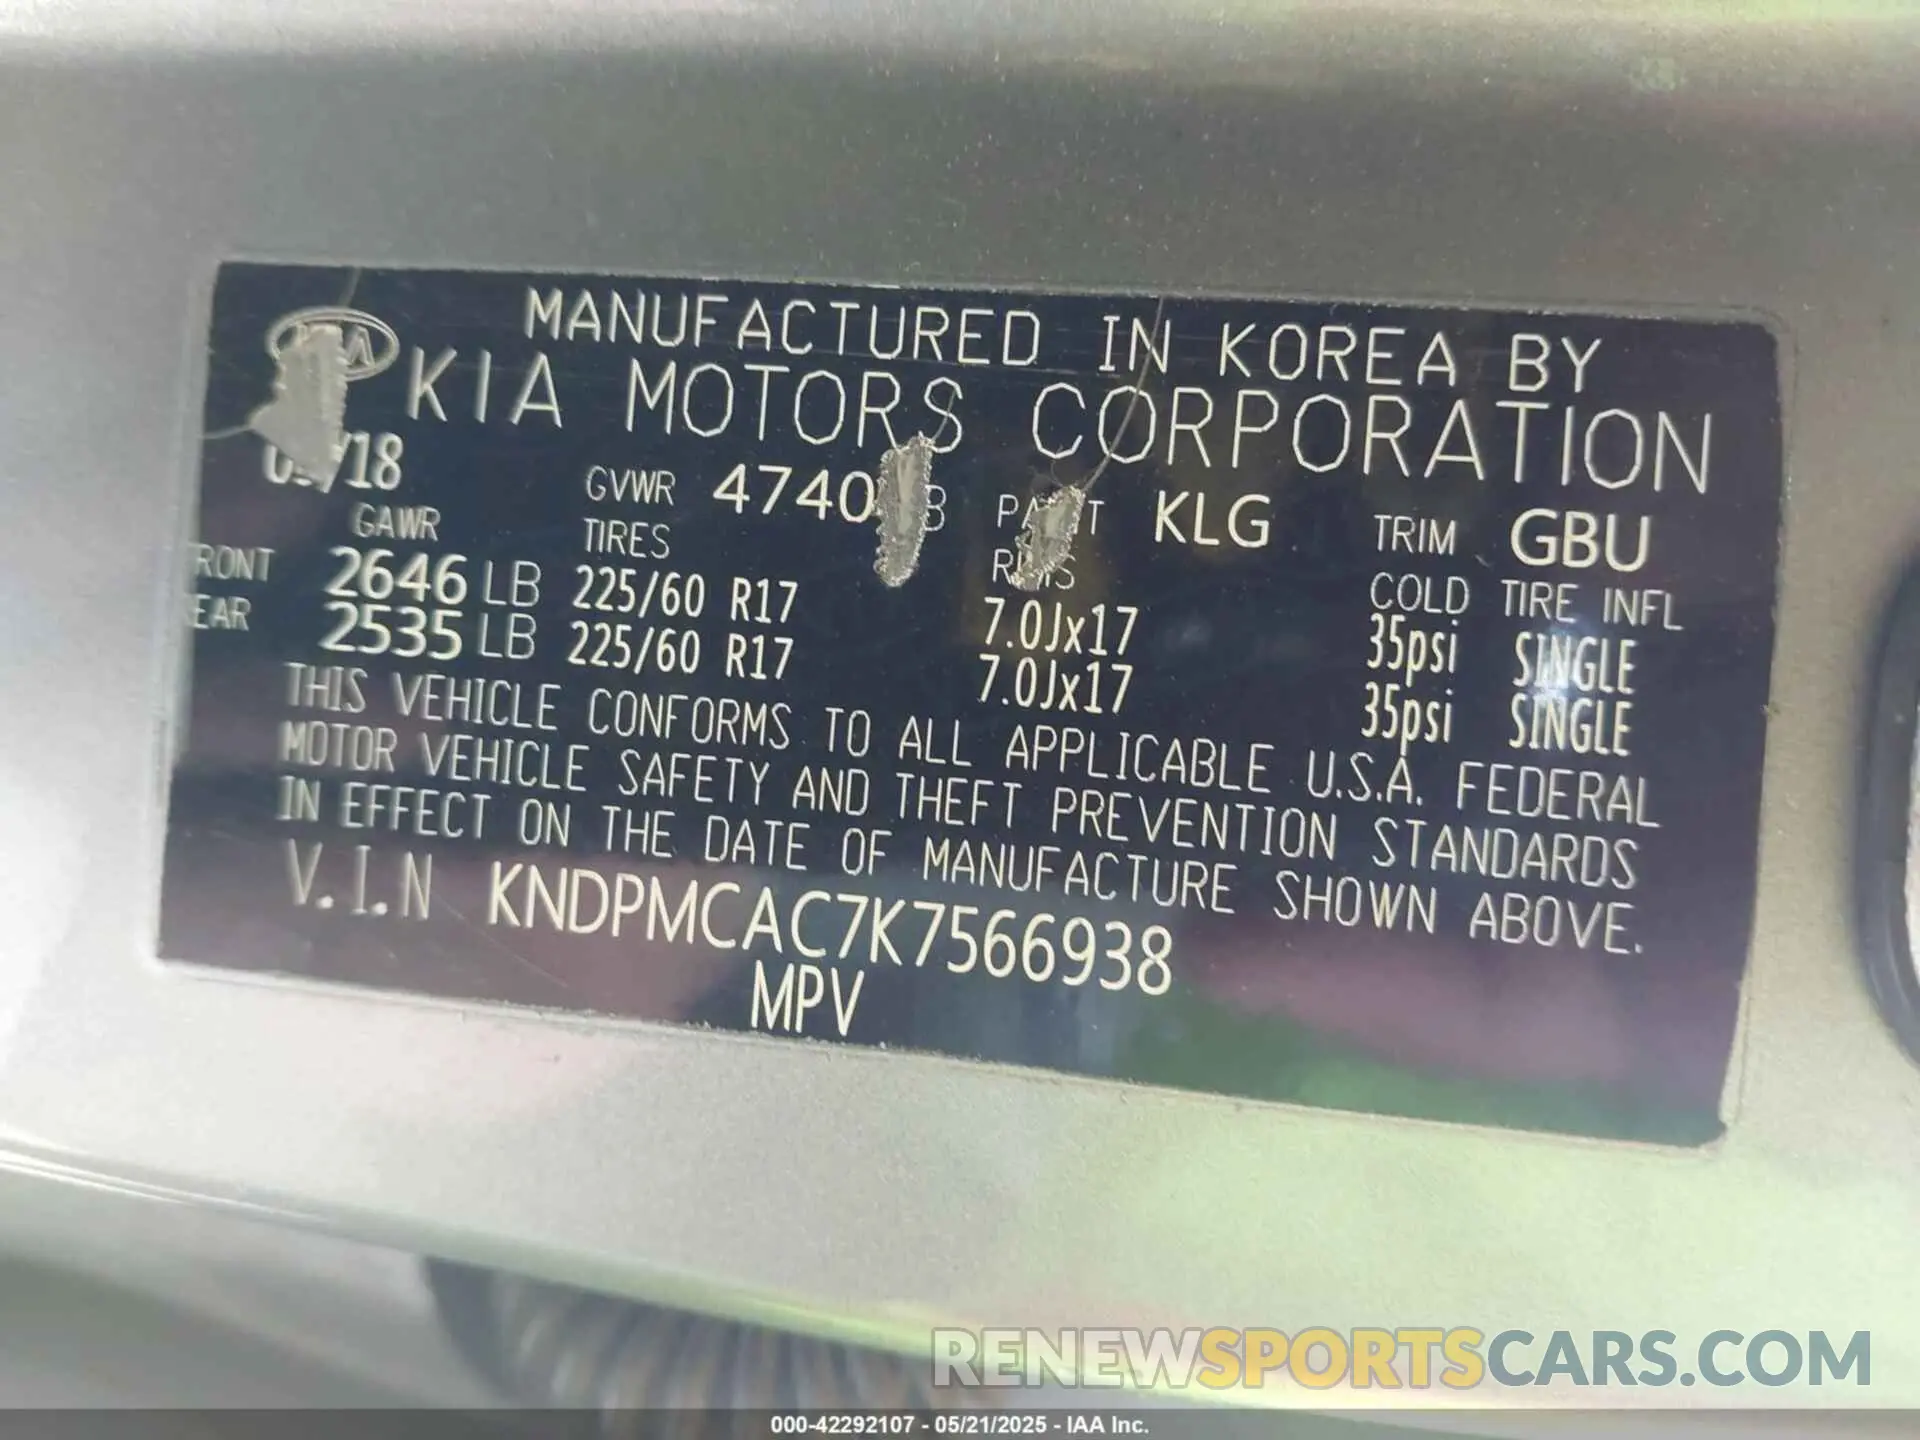 MANUFACTURED IN KOREA BY
KIA KIA MOTORS CORPORATION
/18 GVWR 4740 KLG TRIM GBU
GAWR TIRES COLD TIRE INFL
FRONT 2646 LB 225/60 R17 7.0Jx17 35psi SINGLE
REAR 2535 LB 225/60 R17 7.0Jx17 35psi SINGLE
THIS VEHICLE CONFORMS TO ALL APPLICABLE U.S.A. FEDERAL
MOTOR VEHICLE SAFETY AND THEFT PREVENTION STANDARDS
IN EFFECT ON THE DATE OF MANUFACTURE SHOWN ABOVE.
V.I.N KNDPMCAC7K7566938
MPV
RENEWSPORTSCARS.COM
000-42292107 - 05/21/2025 - IAA Inc.